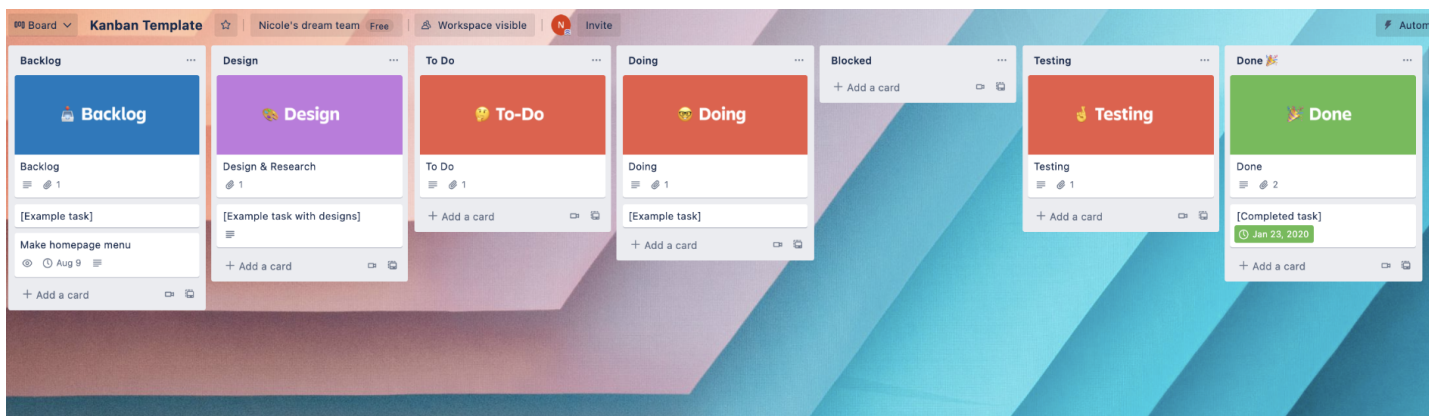 Board
Kanban Template
Nicole's dream team Free
Workspace visible
N
Invite
Autom
Backlog
Backlog
Backlog
1
[Example task]
Make homepage menu
Aug 9
+ Add a card
Design
Design
Design & Research
1
[Example task with designs]
+ Add a card
To Do
To-Do
To Do
1
+ Add a card
Doing
Doing
Doing
1
[Example task]
+ Add a card
Blocked
+ Add a card
Testing
Testing
Testing
1
+ Add a card
Done 🎉
Done
Done
2
[Completed task]
Jan 23, 2020
+ Add a card